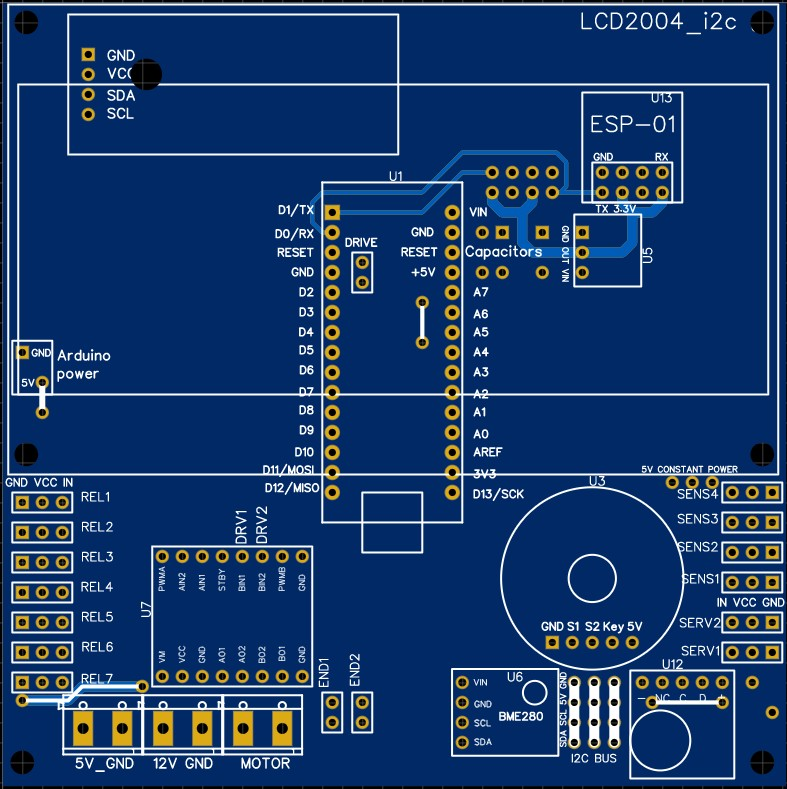 LCD2004_i2c
GND
VCC
SDA
SCL
U13
ESP-01
GND RX
TX 3.3V
U1
D1/TX
D0/RX
RESET
GND
D2
D3
D4
D5
D6
D7
D8
D9
D10
D11/MOSI
D12/MISO
DRIVE
VIN
GND
RESET
+5V
A7
A6
A5
A4
A3
A2
A1
A0
AREF
3V3
D13/SCK
Capacitors
GND OUT VIN
U5
GND
5V
Arduino
power
GND VCC IN
REL1
REL2
REL3
REL4
REL5
REL6
REL7
DRV1
DRV2
U7
PWMA AIN2 AIN1 STBY BIN1 BIN2 PWMB GND
VM VCC GND AO1 AO2 BO2 BO1 GND
5V_GND
12V GND
MOTOR
END1
END2
U3
GND S1 S2 Key 5V
5V CONSTANT POWER
SENS4
SENS3
SENS2
SENS1
IN VCC GND
SERV2
SERV1
U6
VIN
GND
SCL
SDA
BME280
SDA SCL 5V GND
I2C BUS
U12
- NC C D +